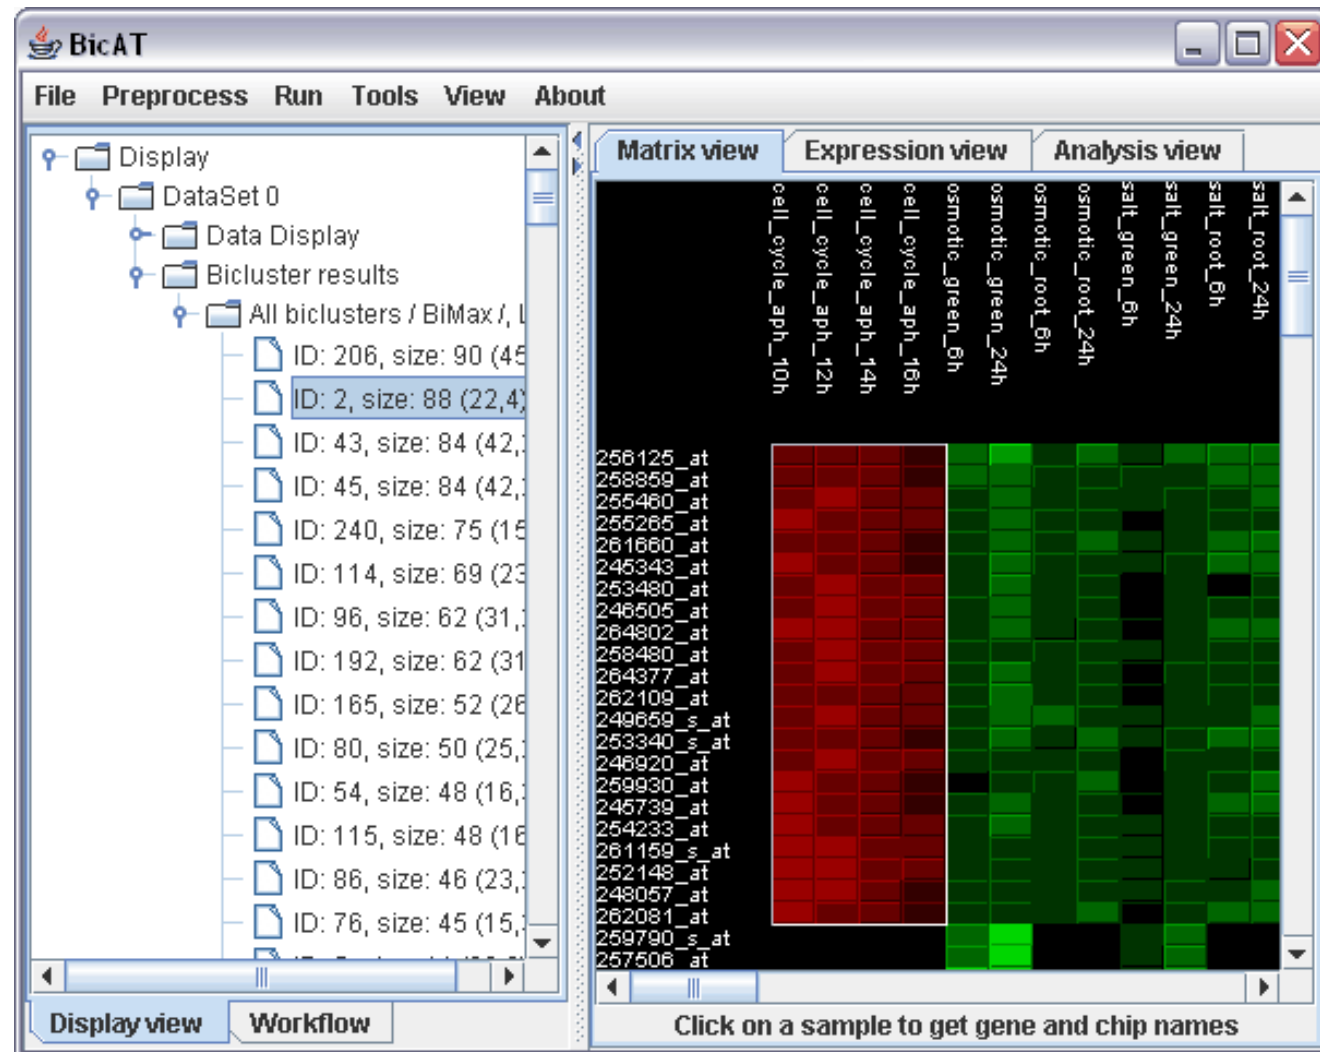 BicAT
File Preprocess Run Tools View About
Display
DataSet 0
Data Display
Bicluster results
All biclusters / BiMax /, L
ID: 206, size: 90 (45
ID: 2, size: 88 (22,4)
ID: 43, size: 84 (42,
ID: 45, size: 84 (42,
ID: 240, size: 75 (15
ID: 114, size: 69 (23
ID: 96, size: 62 (31,
ID: 192, size: 62 (31
ID: 165, size: 52 (26
ID: 80, size: 50 (25,
ID: 54, size: 48 (16,
ID: 115, size: 48 (16
ID: 86, size: 46 (23,
ID: 76, size: 45 (15,
Display view Workflow
Matrix view Expression view Analysis view
cell_cycle_aph_10h
cell_cycle_aph_12h
cell_cycle_aph_14h
cell_cycle_aph_16h
osmotic_green_6h
osmotic_green_24h
osmotic_root_6h
osmotic_root_24h
salt_green_6h
salt_green_24h
salt_root_6h
salt_root_24h
256125_at
258859_at
255460_at
255265_at
261660_at
245343_at
253480_at
246505_at
264802_at
258480_at
264377_at
262109_at
249659_s_at
253340_s_at
246920_at
259930_at
245739_at
254233_at
261159_s_at
252148_at
248057_at
262081_at
259790_s_at
257506_at
Click on a sample to get gene and chip names